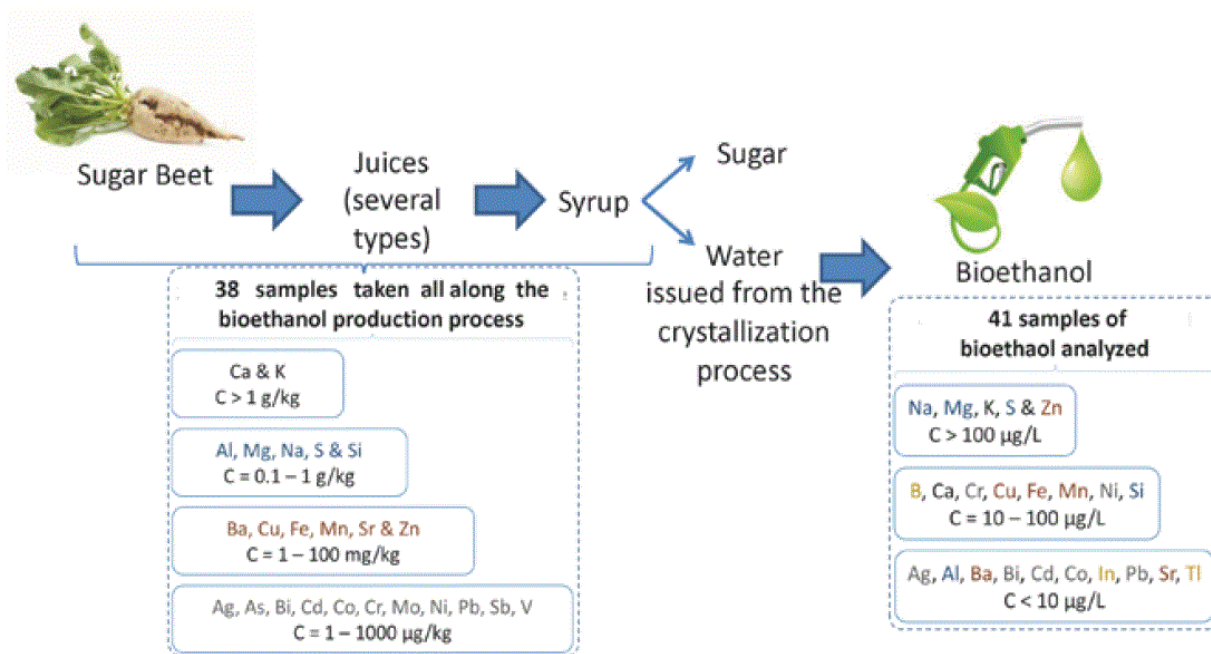 Sugar Beet
Juices
(several
types)
Syrup
Sugar
Water
issued from the
crystallization
process
Bioethanol
38 samples taken all along the
bioethanol production process
Ca & K
C > 1 g/kg
Al, Mg, Na, S & Si
C = 0.1 – 1 g/kg
Ba, Cu, Fe, Mn, Sr & Zn
C = 1 – 100 mg/kg
Ag, As, Bi, Cd, Co, Cr, Mo, Ni, Pb, Sb, V
C = 1 – 1000 µg/kg
41 samples of
bioethaol analyzed
Na, Mg, K, S & Zn
C > 100 µg/L
B, Ca, Cr, Cu, Fe, Mn, Ni, Si
C = 10 – 100 µg/L
Ag, Al, Ba, Bi, Cd, Co, In, Pb, Sr, Tl
C < 10 µg/L